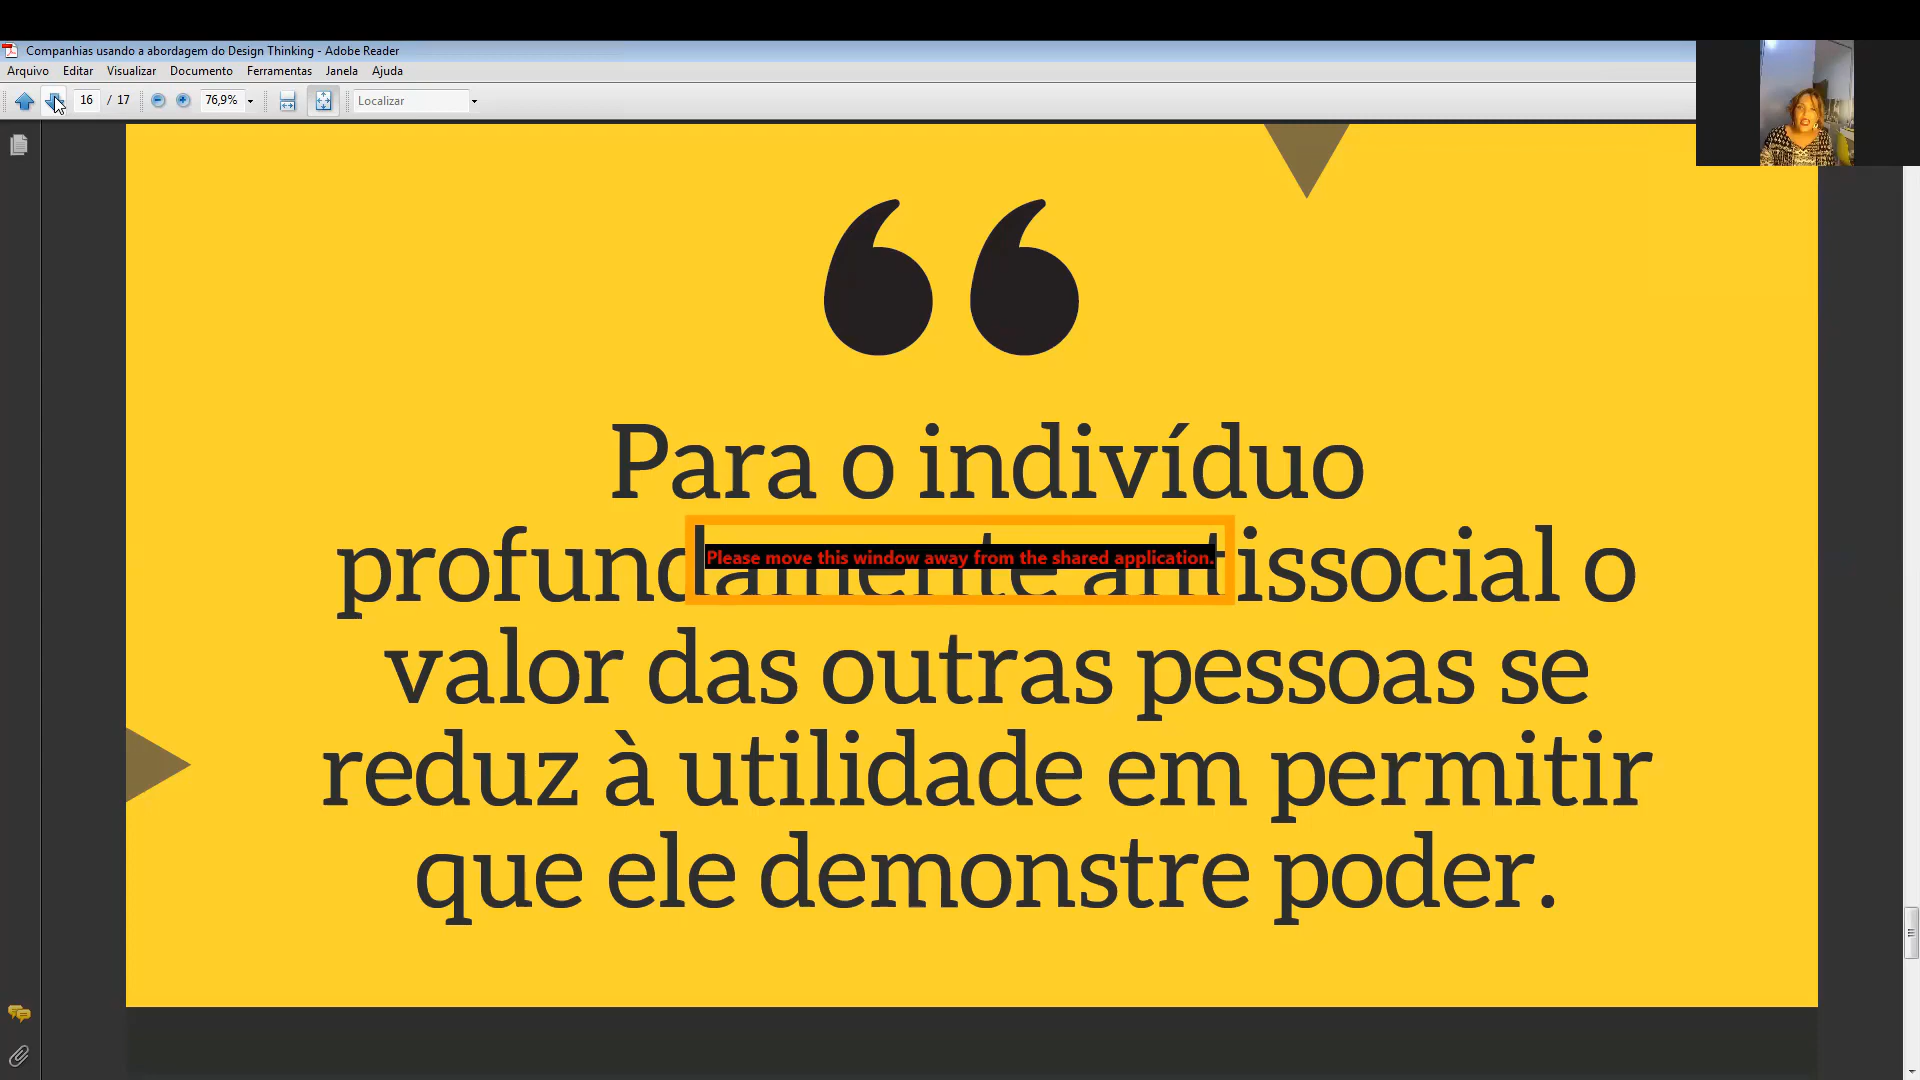 Companhias usando a abordagem do Design Thinking - Adobe Reader
Arquivo Editar Visualizar Documento Ferramentas Janela Ajuda
16 / 17 76,9% Localizar
Para o indivíduo
profundamente antissocial o
Please move this window away from the shared application.
valor das outras pessoas se
reduz à utilidade em permitir
que ele demonstre poder.